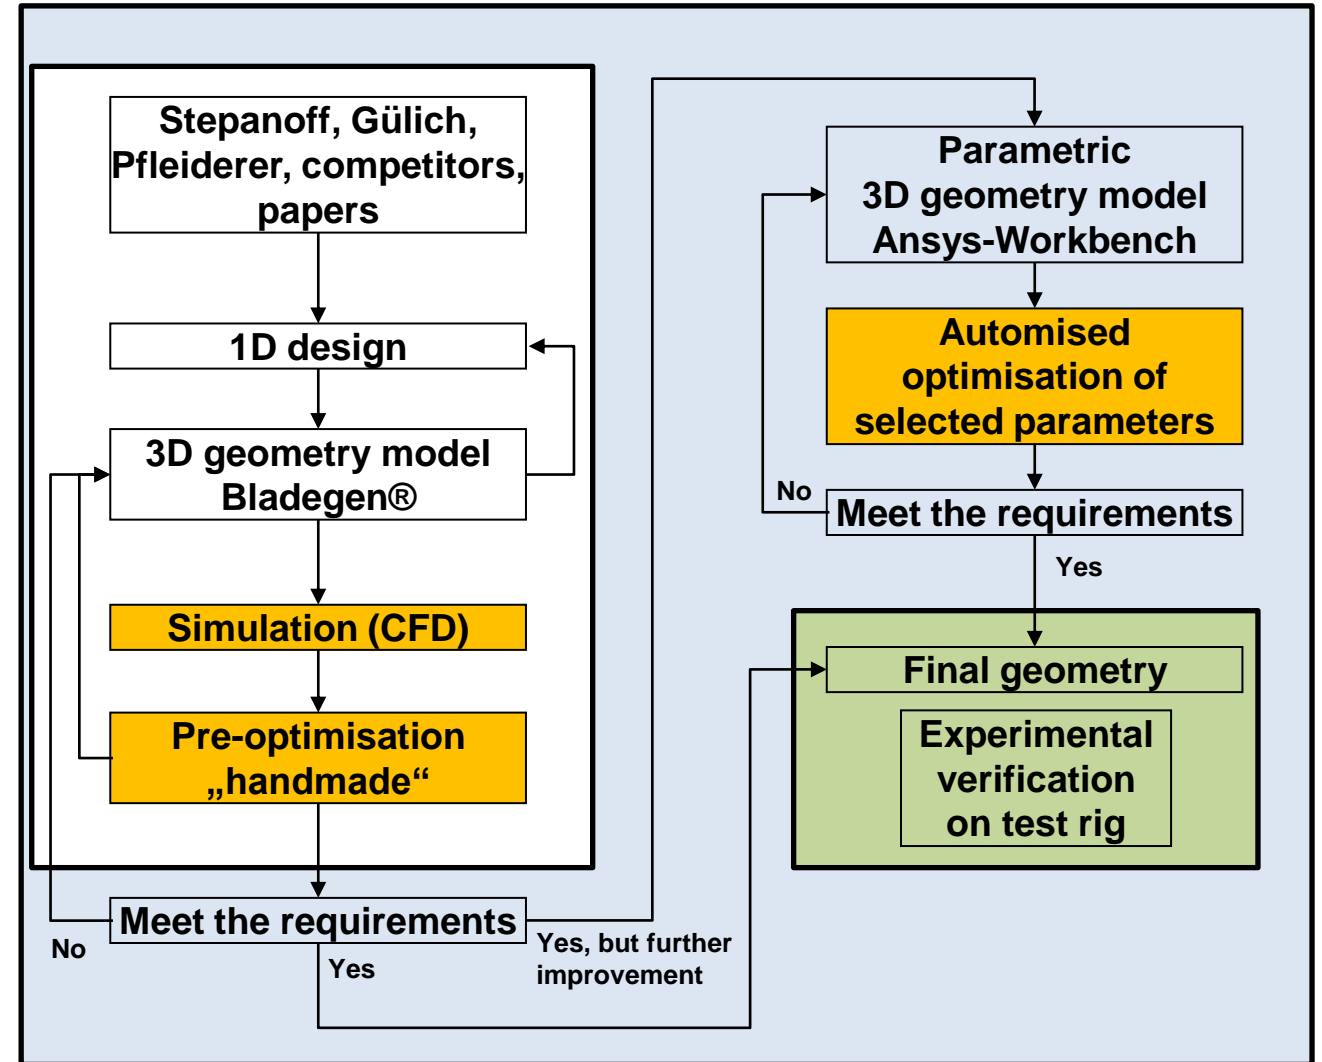 Stepanoff, Gülich,
Pfleiderer, competitors,
papers
1D design
3D geometry model
Bladegen®
Simulation (CFD)
Pre-optimisation
„handmade“
Meet the requirements
No
Yes
Yes, but further
improvement
Parametric
3D geometry model
Ansys-Workbench
Automised
optimisation of
selected parameters
No
Meet the requirements
Yes
Final geometry
Experimental
verification
on test rig